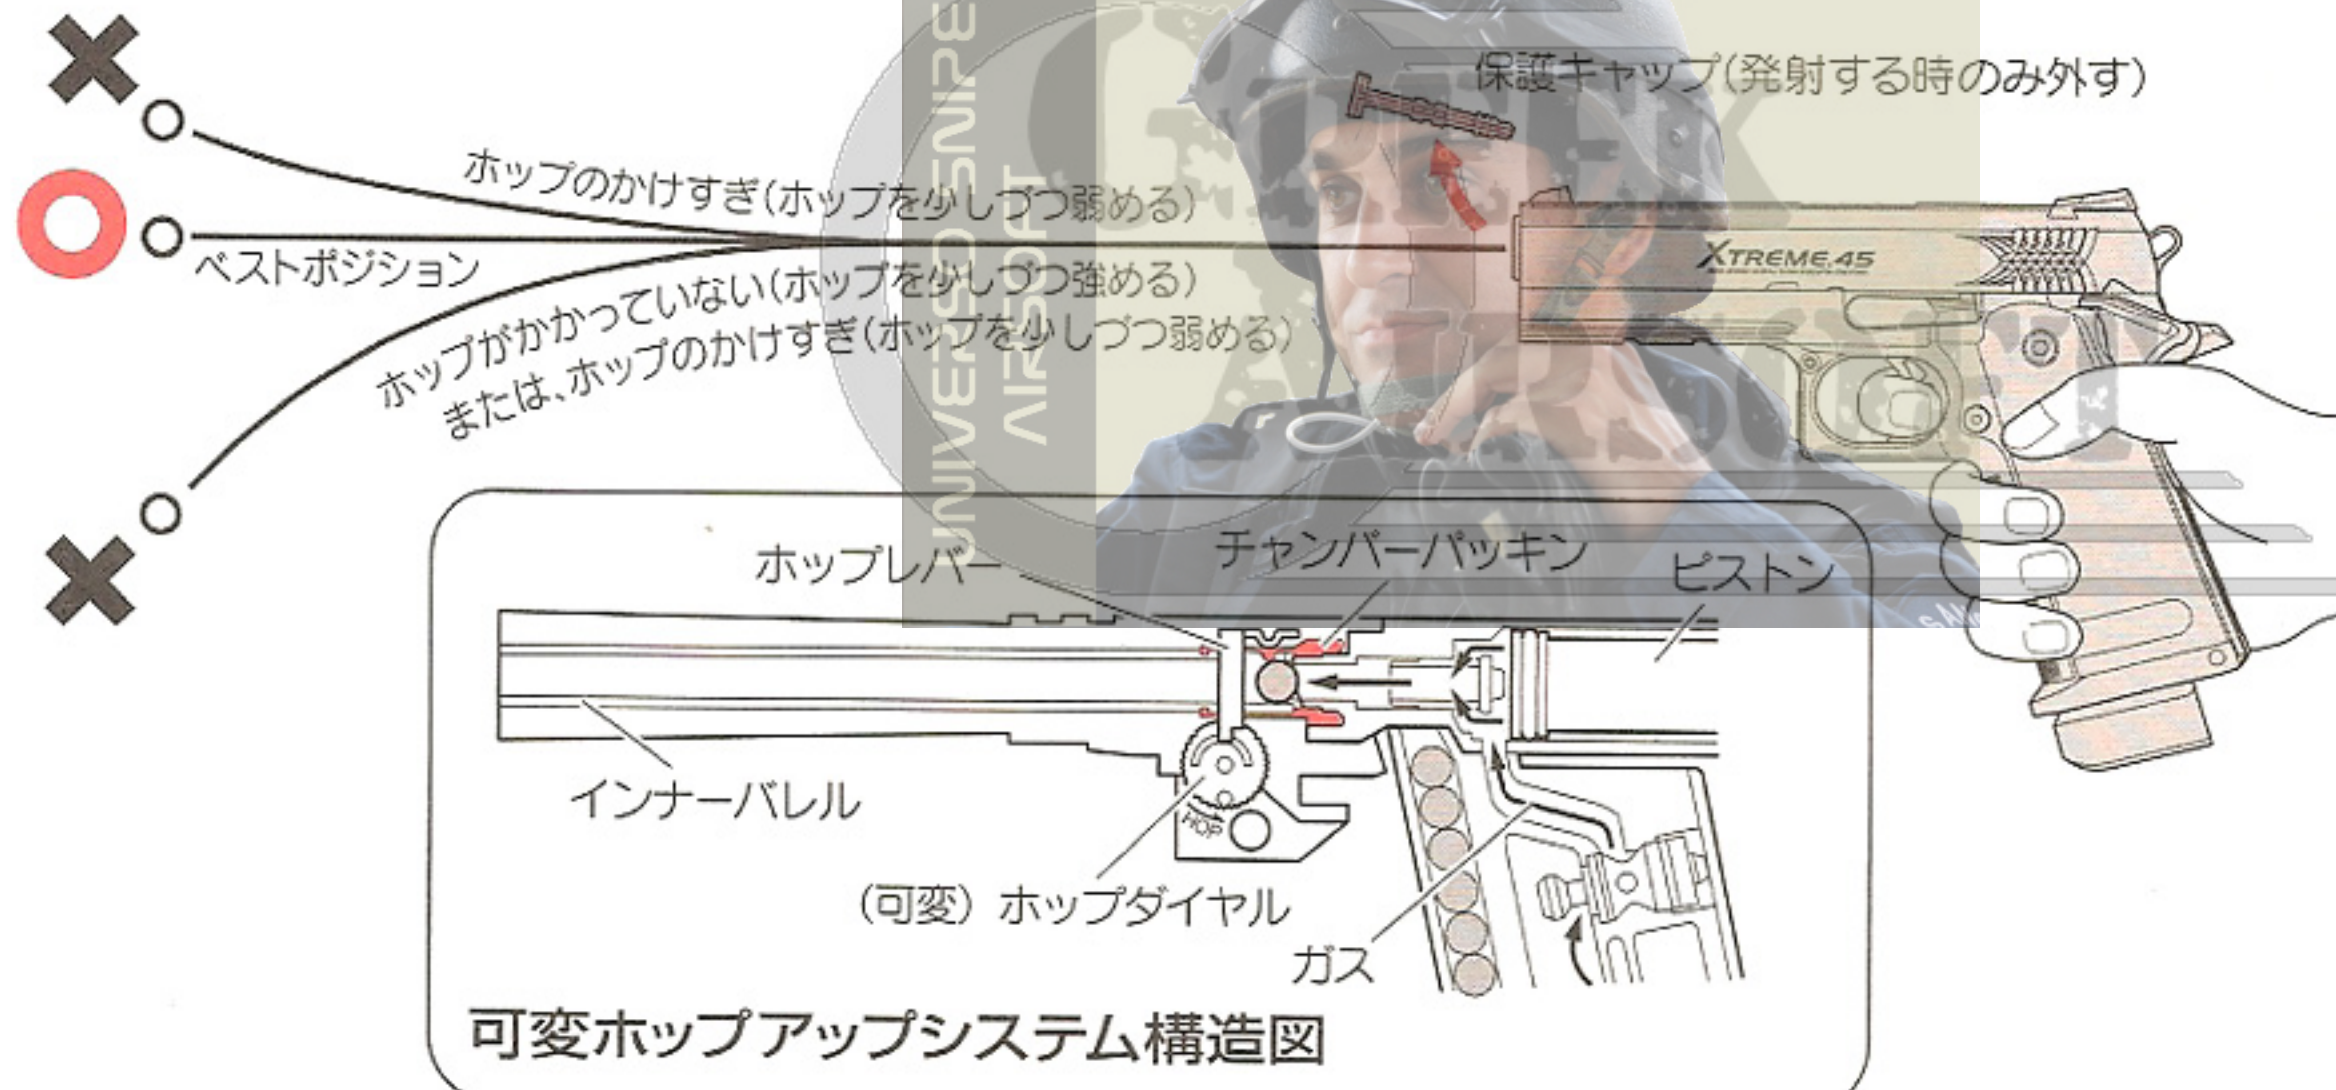 保護キャップ(発射する時のみ外す)
ホップのかけすぎ(ホップを少しづつ弱める)
ベストポジション
XTREME.45
ホップがかかっていない(ホップを少しづつ強める)
または、ホップのかけすぎ(ホップを少しづつ弱める)
UNIVERSO SNIPE
AIRSOFT
GEEK
AIRSOFT
ホップレバー
チャンバーパッキン
ピストン
インナーバレル
HOP
(可変) ホップダイヤル
ガス
可変ホップアップシステム構造図